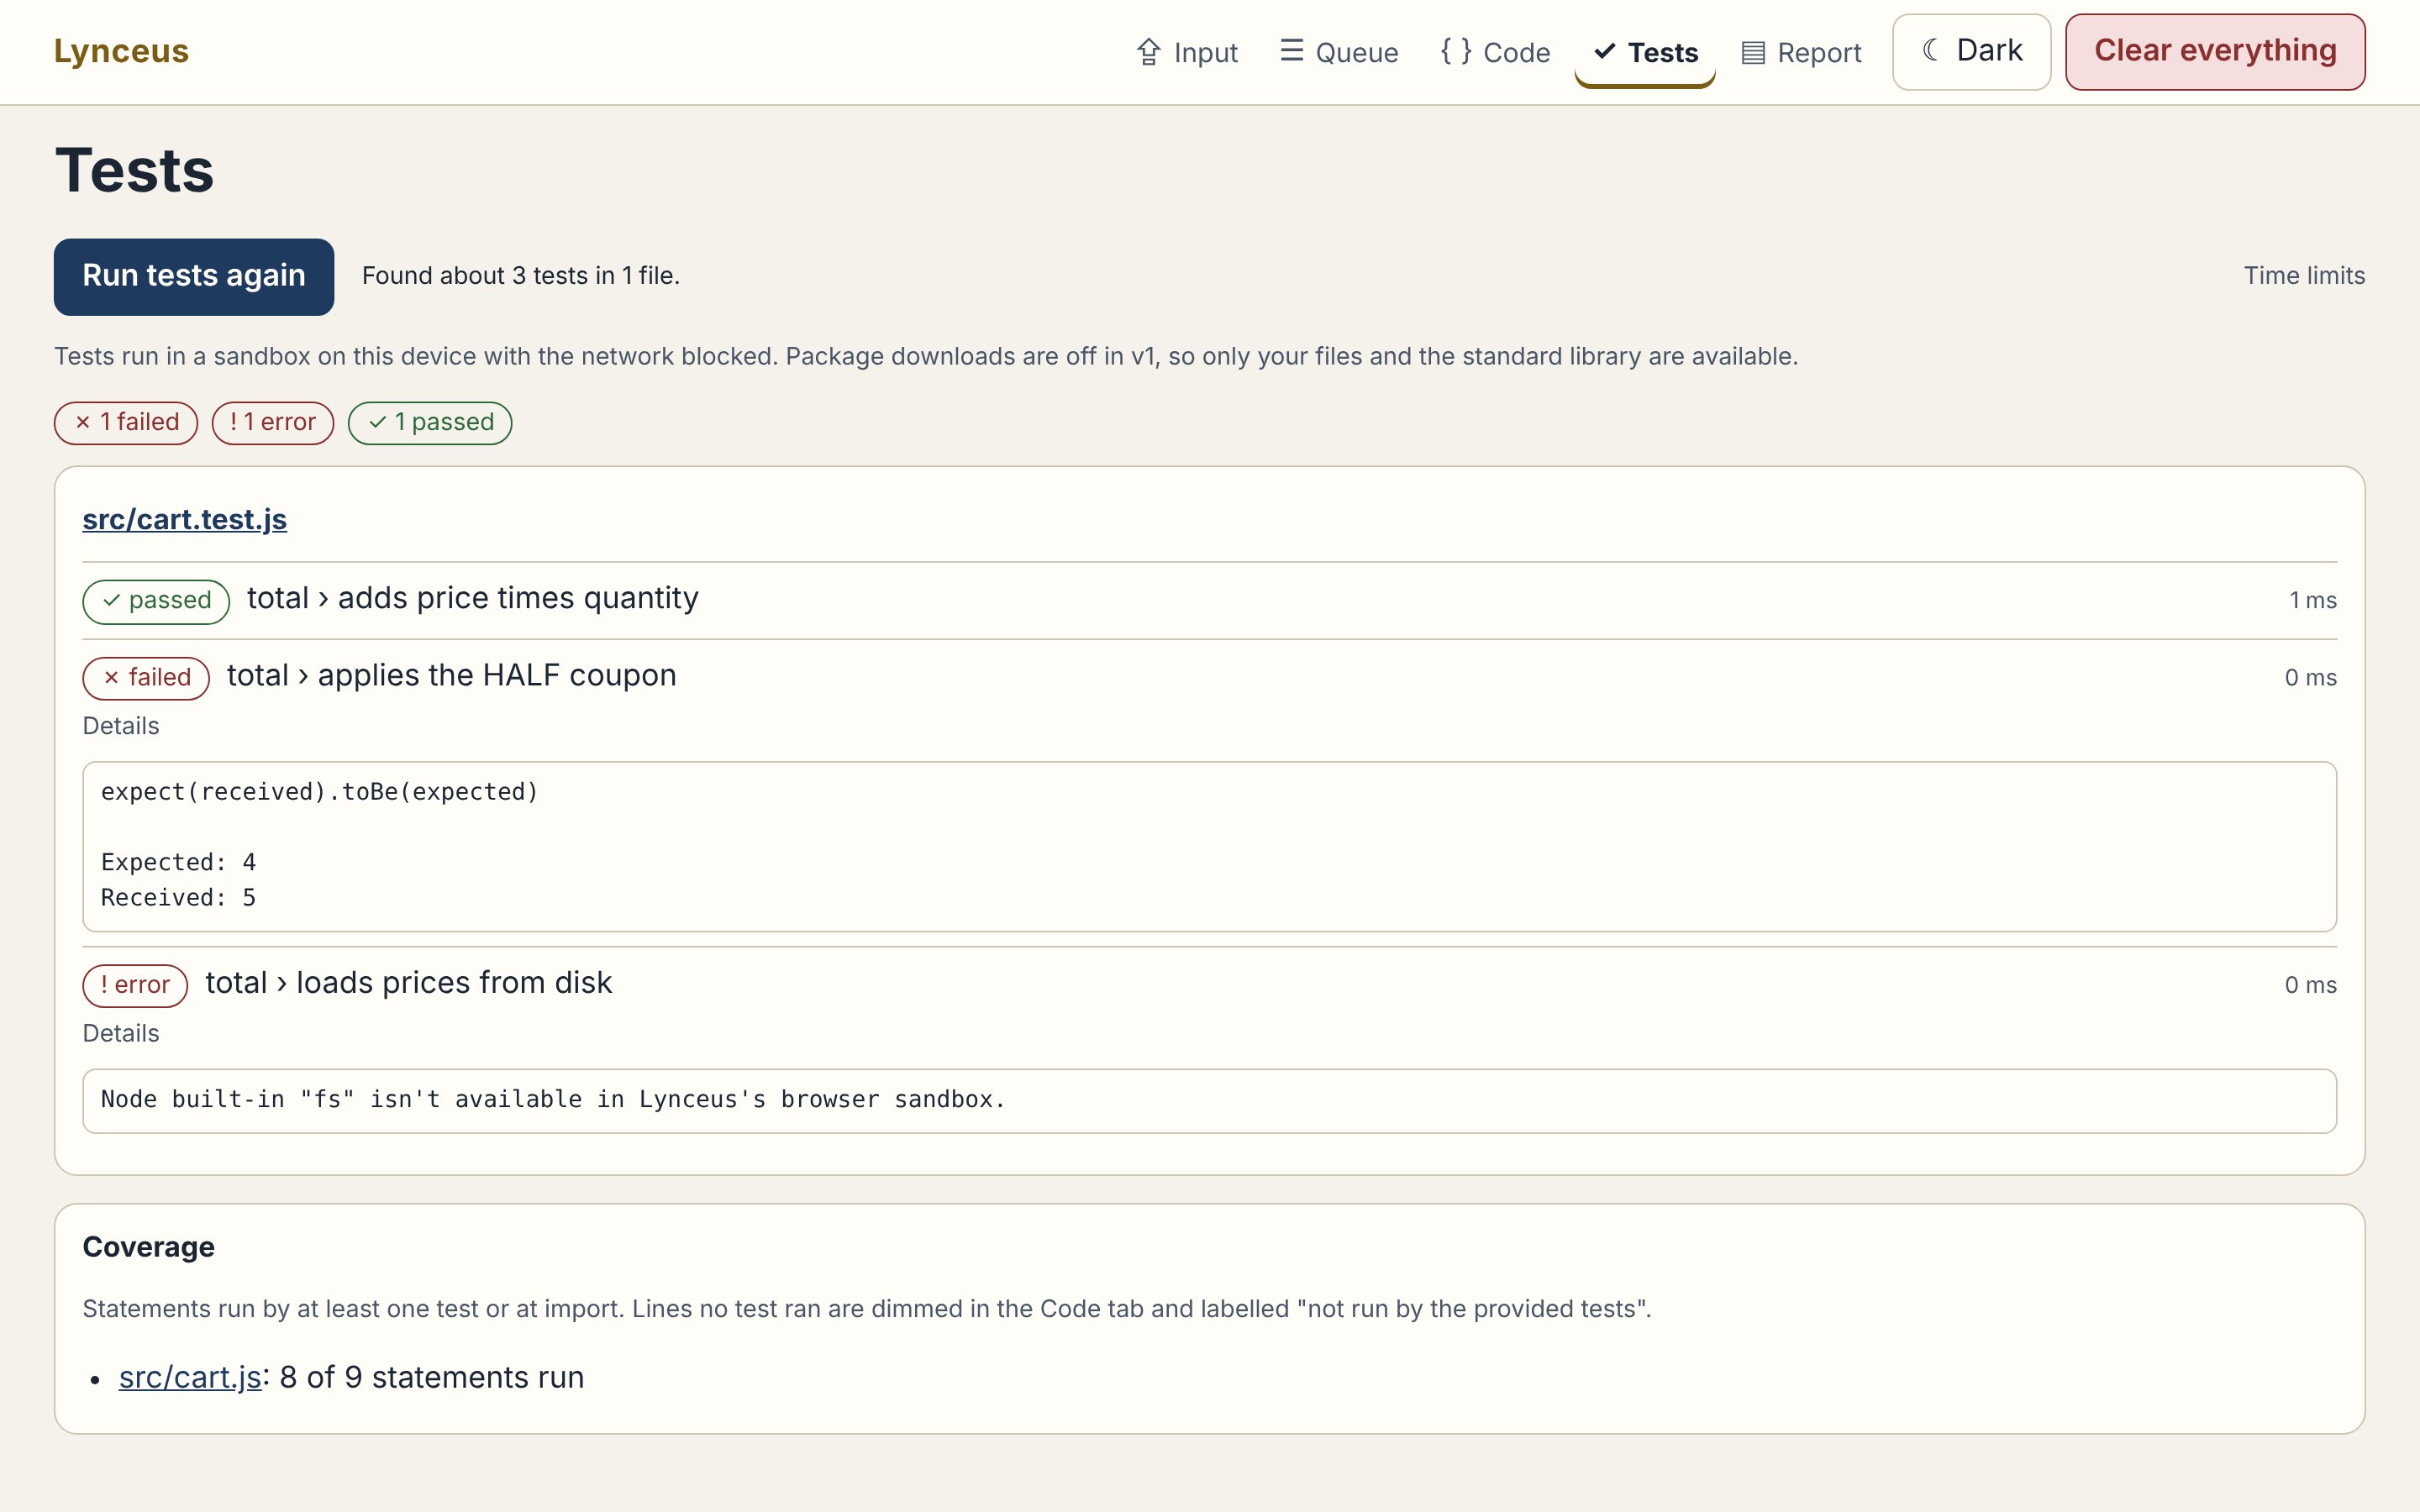 Lynceus
Input
Queue
{ } Code
✓ Tests
Report
Dark
Clear everything
Tests
Run tests again
Found about 3 tests in 1 file.
Time limits
Tests run in a sandbox on this device with the network blocked. Package downloads are off in v1, so only your files and the standard library are available.
× 1 failed
! 1 error
✓ 1 passed
src/cart.test.js
✓ passed total › adds price times quantity 1 ms
× failed total › applies the HALF coupon 0 ms
Details
expect(received).toBe(expected)
Expected: 4
Received: 5
! error total › loads prices from disk 0 ms
Details
Node built-in "fs" isn't available in Lynceus's browser sandbox.
Coverage
Statements run by at least one test or at import. Lines no test ran are dimmed in the Code tab and labelled "not run by the provided tests".
• src/cart.js: 8 of 9 statements run